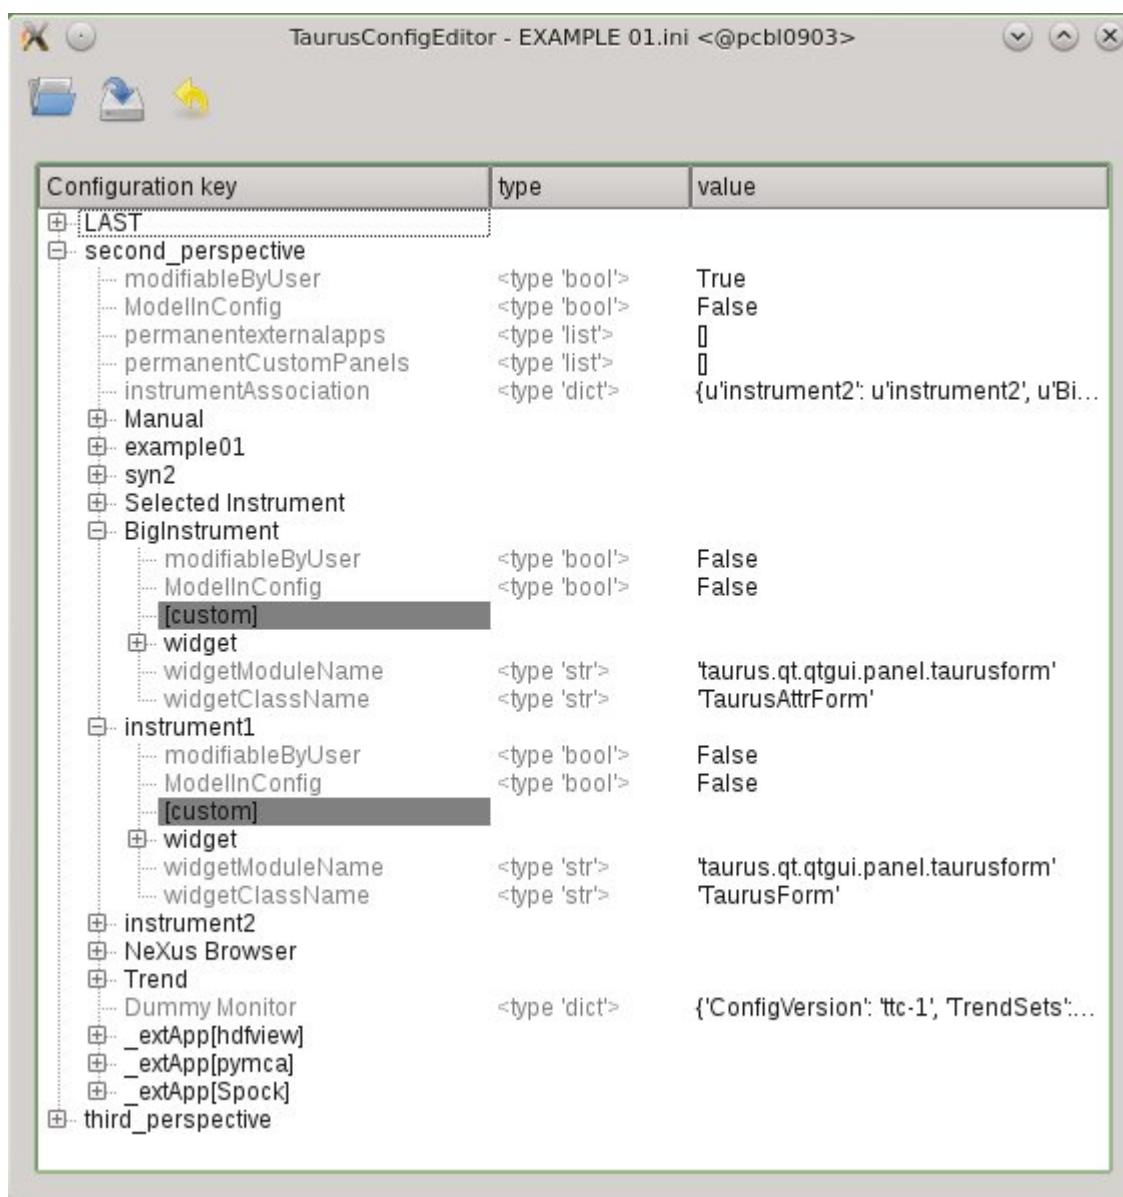 TaurusConfigEditor - EXAMPLE 01.ini <@pcbl0903>
Configuration key type value
LAST
second_perspective
modifiableByUser <type 'bool'> True
ModelInConfig <type 'bool'> False
permanentexternalapps <type 'list'> []
permanentCustomPanels <type 'list'> []
instrumentAssociation <type 'dict'> {u'instrument2': u'instrument2', u'Bi...
Manual
example01
syn2
Selected Instrument
BigInstrument
modifiableByUser <type 'bool'> False
ModelInConfig <type 'bool'> False
[custom]
widget
widgetModuleName <type 'str'> 'taurus.qt.qtgui.panel.taurusform'
widgetClassName <type 'str'> 'TaurusAttrForm'
instrument1
modifiableByUser <type 'bool'> False
ModelInConfig <type 'bool'> False
[custom]
widget
widgetModuleName <type 'str'> 'taurus.qt.qtgui.panel.taurusform'
widgetClassName <type 'str'> 'TaurusForm'
instrument2
NeXus Browser
Trend
Dummy Monitor <type 'dict'> {'ConfigVersion': 'ttc-1', 'TrendSets':...
_extApp[hdfview]
_extApp[pymca]
_extApp[Spock]
third_perspective